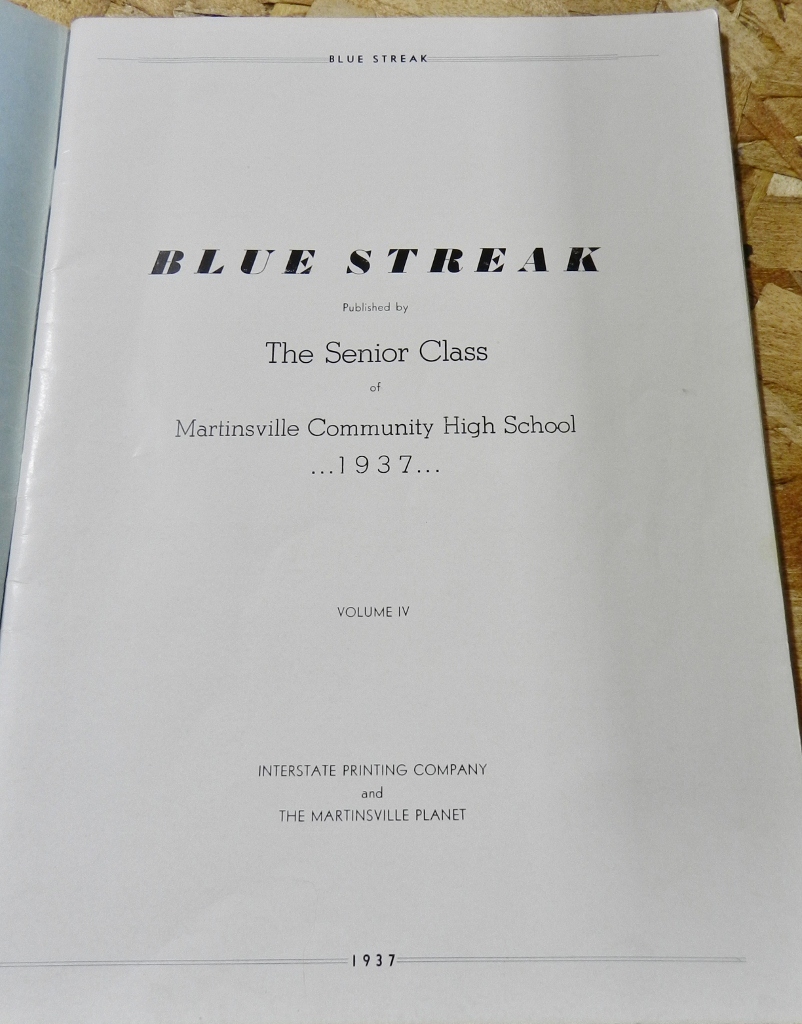 BLUE STREAK
BLUE STREAK
Published by
The Senior Class
of
Martinsville Community High School
...1937...
VOLUME IV
INTERSTATE PRINTING COMPANY
and
THE MARTINSVILLE PLANET
1937